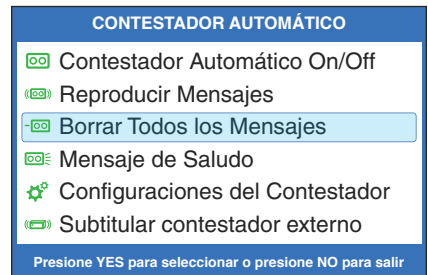 CONTESTADOR AUTOMÁTICO
Contestador Automático On/Off
Reproducir Mensajes
Borrar Todos los Mensajes
Mensaje de Saludo
Configuraciones del Contestador
Subtitular contestador externo
Presione YES para seleccionar o presione NO para salir